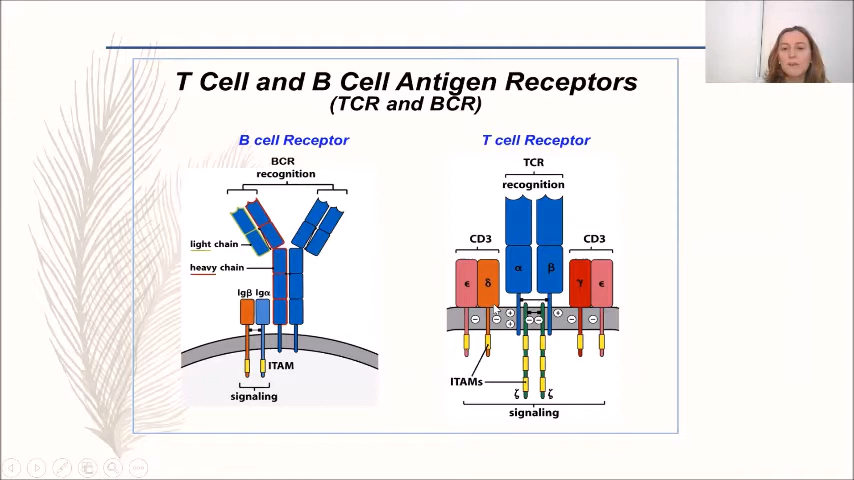 T Cell and B Cell Antigen Receptors
(TCR and BCR)
B cell Receptor
BCR
recognition
light chain
heavy chain
Igβ Igα
ITAM
signaling
T cell Receptor
TCR
recognition
CD3
CD3
ε δ α β γ ε
ITAMs
ζ ζ
signaling